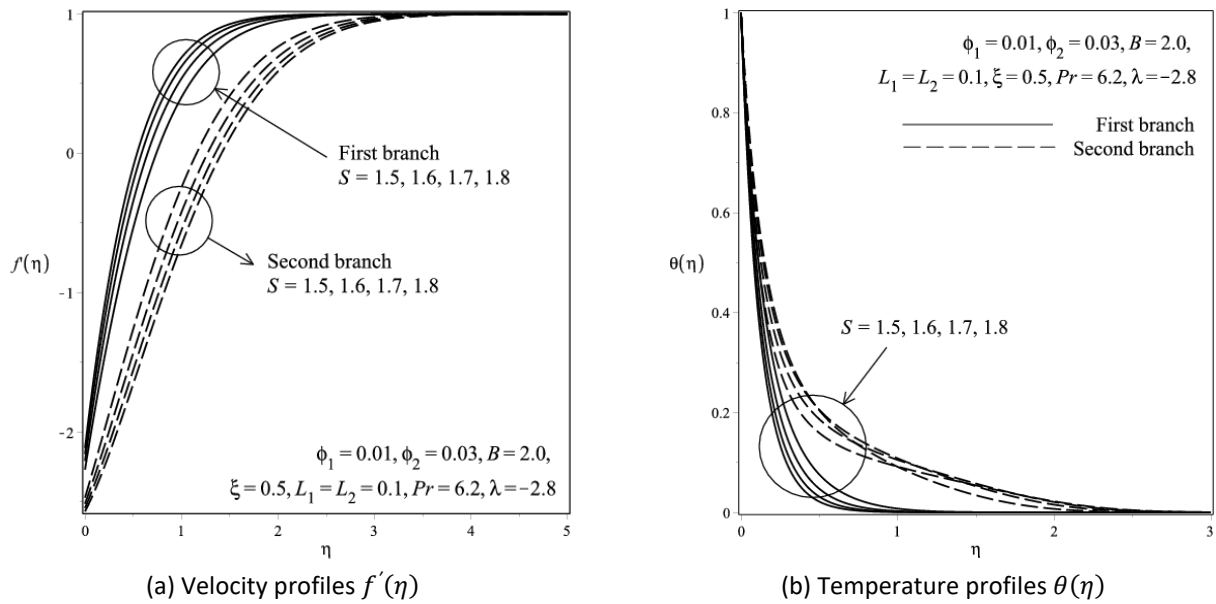 1
0
-1
-2
f'(η)
First branch
S = 1.5, 1.6, 1.7, 1.8
Second branch
S = 1.5, 1.6, 1.7, 1.8
ϕ₁ = 0.01, ϕ₂ = 0.03, B = 2.0,
ξ = 0.5, L₁ = L₂ = 0.1, Pr = 6.2, λ = −2.8
0 1 2 3 4 5
η
(a) Velocity profiles f′(η)
1
0.8
0.6
0.4
0.2
0
θ(η)
ϕ₁ = 0.01, ϕ₂ = 0.03, B = 2.0,
L₁ = L₂ = 0.1, ξ = 0.5, Pr = 6.2, λ = −2.8
First branch
Second branch
S = 1.5, 1.6, 1.7, 1.8
0 1 2 3
η
(b) Temperature profiles θ(η)